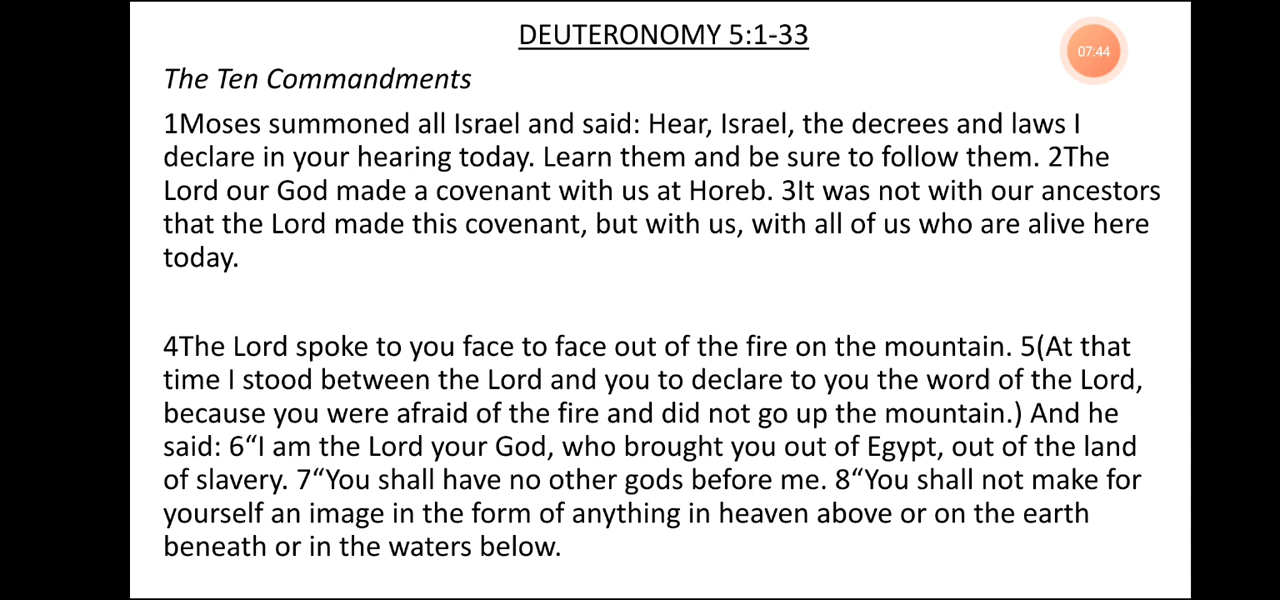 DEUTERONOMY 5:1-33
07:44
The Ten Commandments
1Moses summoned all Israel and said: Hear, Israel, the decrees and laws I
declare in your hearing today. Learn them and be sure to follow them. 2The
Lord our God made a covenant with us at Horeb. 3It was not with our ancestors
that the Lord made this covenant, but with us, with all of us who are alive here
today.
4The Lord spoke to you face to face out of the fire on the mountain. 5(At that
time I stood between the Lord and you to declare to you the word of the Lord,
because you were afraid of the fire and did not go up the mountain.) And he
said: 6“I am the Lord your God, who brought you out of Egypt, out of the land
of slavery. 7“You shall have no other gods before me. 8“You shall not make for
yourself an image in the form of anything in heaven above or on the earth
beneath or in the waters below.